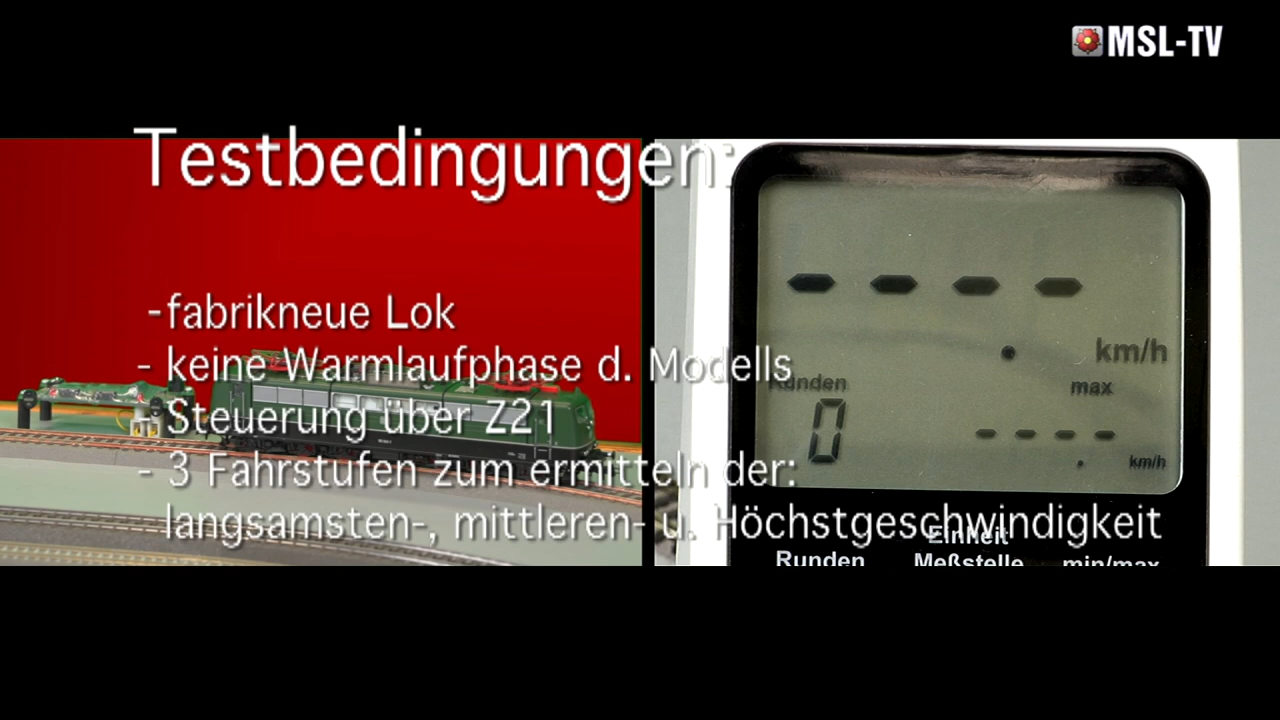 MSL-TV
Testbedingungen:
-fabrikneue Lok
- keine Warmlaufphase d. Modells
- Steuerung über Z21
- 3 Fahrstufen zum ermitteln der:
langsamsten-, mittleren- u. Höchstgeschwindigkeit
- - - -
. km/h
Runden max
0 - - - -
. km/h
Einheit
Runden Meßstelle min/max